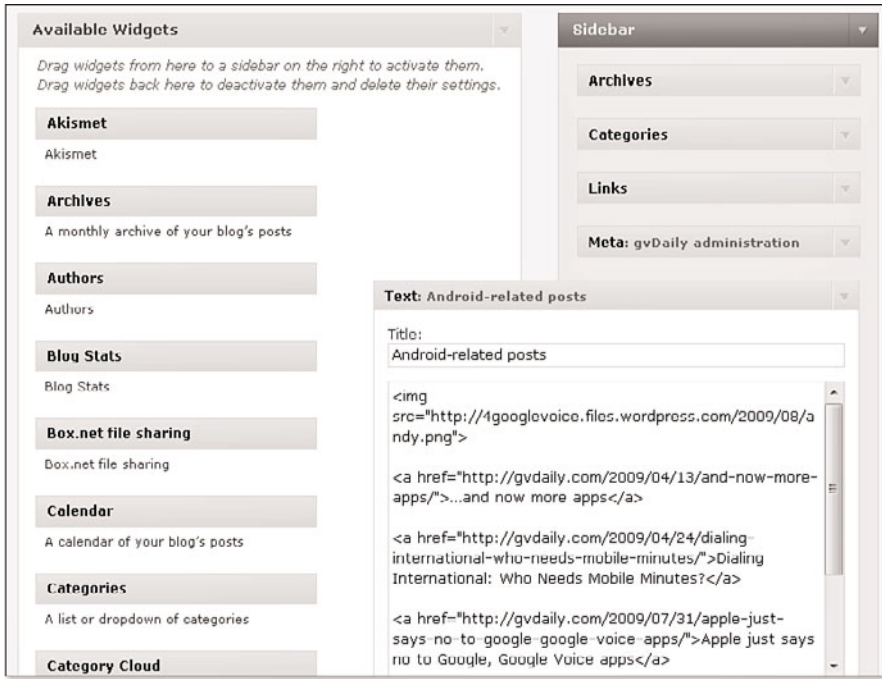 Available Widgets
Drag widgets from here to a sidebar on the right to activate them.
Drag widgets back here to deactivate them and delete their settings.
Akismet
Akismet
Archives
A monthly archive of your blog's posts
Authors
Authors
Blog Stats
Blog Stats
Box.net file sharing
Box.net file sharing
Calendar
A calendar of your blog's posts
Categories
A list or dropdown of categories
Category Cloud
Sidebar
Archives
Categories
Links
Meta: gvDaily administration
Text: Android-related posts
Title:
Android-related posts
<img
src="http://4googlevoice.files.wordpress.com/2009/08/a
ndy.png">
<a href="http://gvdaily.com/2009/04/13/and-now-more-
apps/">...and now more apps</a>
<a href="http://gvdaily.com/2009/04/24/dialing-
international-who-needs-mobile-minutes/">Dialing
International: Who Needs Mobile Minutes?</a>
<a href="http://gvdaily.com/2009/07/31/apple-just-
says-no-to-google-google-voice-apps/">Apple just says
no to Google, Google Voice apps</a>